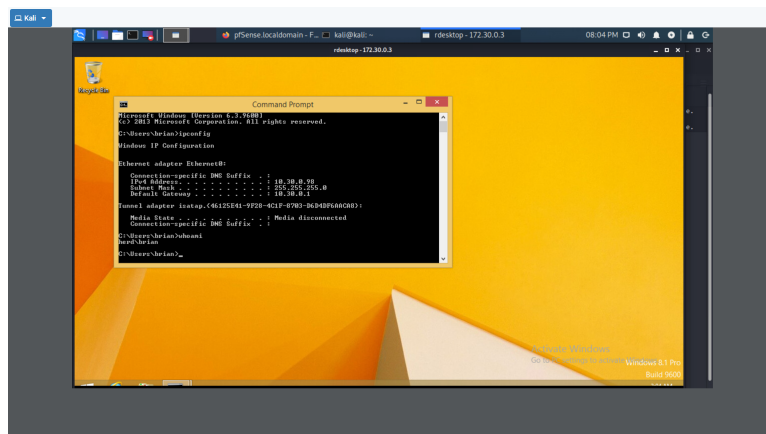 Kali
pfSense.localdomain - F...
kali@kali: ~
rdesktop - 172.30.0.3
08:04 PM
rdesktop - 172.30.0.3
Recycle Bin
Command Prompt
Microsoft Windows [Version 6.3.9600]
(c) 2013 Microsoft Corporation. All rights reserved.
C:\Users\brian>ipconfig
Windows IP Configuration
Ethernet adapter Ethernet0:
Connection-specific DNS Suffix . :
IPv4 Address. . . . . . . . . . . : 10.30.0.98
Subnet Mask . . . . . . . . . . . : 255.255.255.0
Default Gateway . . . . . . . . . : 10.30.0.1
Tunnel adapter isatap.{46125E41-9F28-4C1F-8703-D6D4DF6AACA8}:
Media State . . . . . . . . . . . : Media disconnected
Connection-specific DNS Suffix . :
C:\Users\brian>whoami
herd\brian
C:\Users\brian>_
Activate Windows
Go to
Windows 8.1 Pro
Build 9600